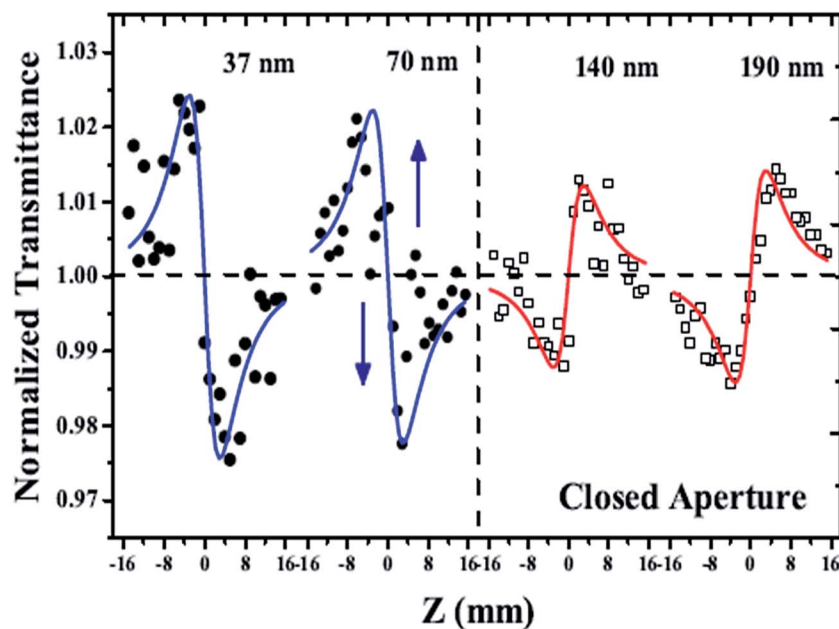 Normalized Transmittance
1.03
1.02
1.01
1.00
0.99
0.98
0.97
37 nm
70 nm
140 nm
190 nm
Closed Aperture
-16 -8 0 8 16-16 -8 0 8 16-16 -8 0 8 16-16 -8 0 8 16
Z (mm)